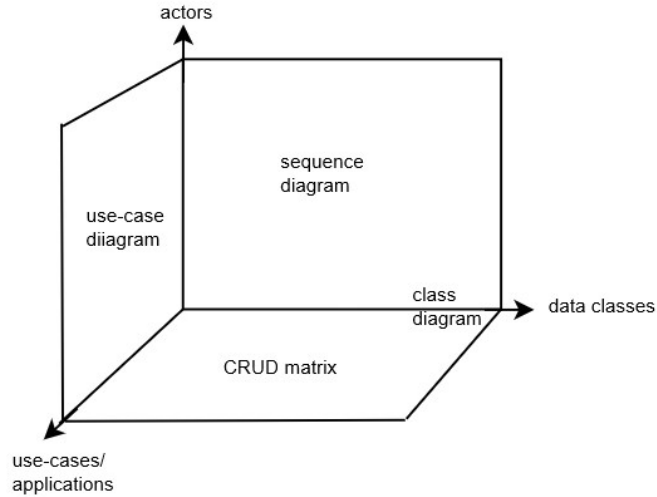 actors
sequence
diagram
use-case
diiagram
class
diagram
data classes
CRUD matrix
use-cases/
applications